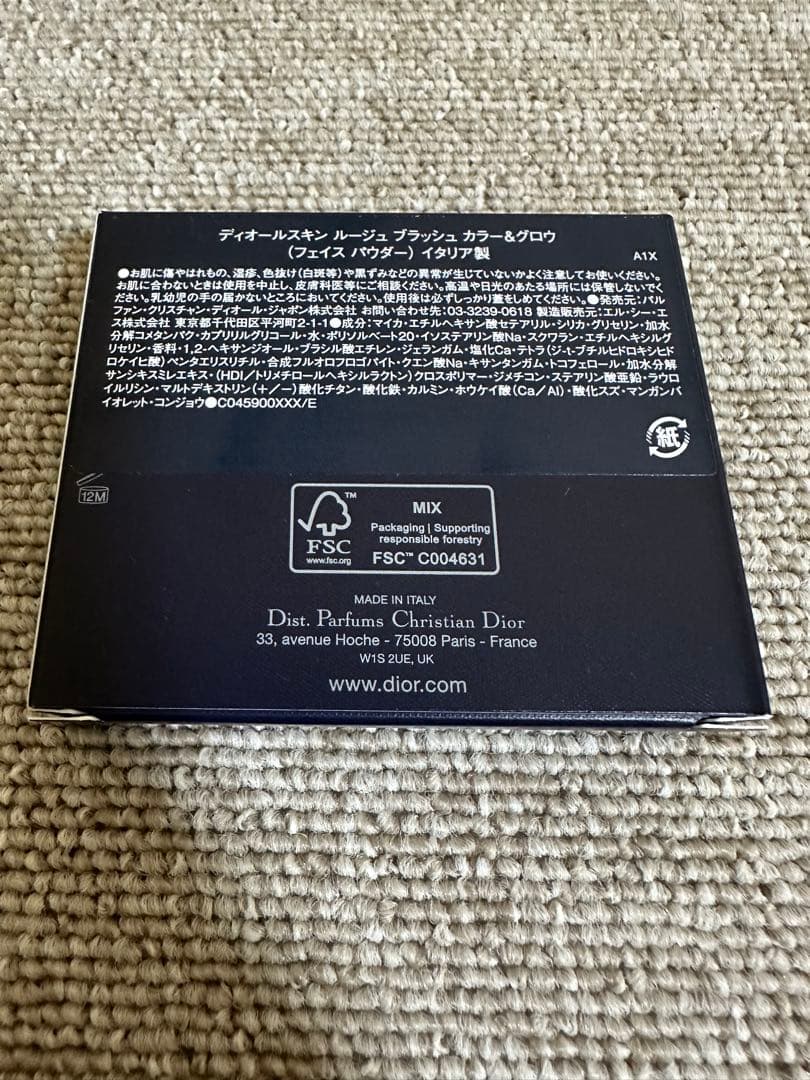 ディオールスキン ルージュ ブラッシュ カラー&グロウ
(フェイス パウダー) イタリア製
A1X
●お肌に傷やはれもの、湿疹、色抜け(白斑等)や黒ずみなどの異常が生じていないかよく注意してお使いください。
お肌に合わないときは使用を中止し、皮膚科医等にご相談ください。高温や日光のあたる場所には保管しないでく
ださい。乳幼児の手の届かないところにおいてください。使用後は必ずしっかり蓋をしめてください。●発売元:パル
ファン・クリスチャン・ディオール・ジャポン株式会社 お問い合わせ先:03-3239-0618 製造販売元:エル・シー・エ
ス株式会社 東京都千代田区平河町2-1-1●成分:マイカ・エチルヘキサン酸セテアリル・シリカ・グリセリン・加水
分解コメタンパク・カプリリルグリコール・水・ポリソルベート20・イソステアリン酸Na・スクワラン・エチルヘキシルグ
リセリン・香料・1,2-ヘキサンジオール・ブラシル酸エチレン・ジェランガム・塩化Ca・テトラ(ジ-t-ブチルヒドロキシヒ
ドロケイヒ酸)ペンタエリスリチル・合成フルオロフロゴパイト・クエン酸Na・キサンタンガム・トコフェロール・加水分解
サンシキスミレエキス・(HDI/トリメチロールヘキシルラクトン)クロスポリマー・ジメチコン・ステアリン酸亜鉛・ラウロ
イルリシン・マルトデキストリン(+/−)酸化チタン・酸化鉄・カルミン・ホウケイ酸(Ca/Al)・酸化スズ・マンガンバ
イオレット・コンジョウ●C045900XXX/E
紙
12M
MIX
Packaging | Supporting
responsible forestry
FSC™ C004631
TM
FSC
www.fsc.org
MADE IN ITALY
Dist. Parfums Christian Dior
33, avenue Hoche - 75008 Paris - France
W1S 2UE, UK
www.dior.com